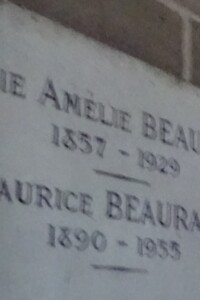 IE AMÉLIE BEAU
1857 - 1929
AURICE BEAURA
1890 - 1955